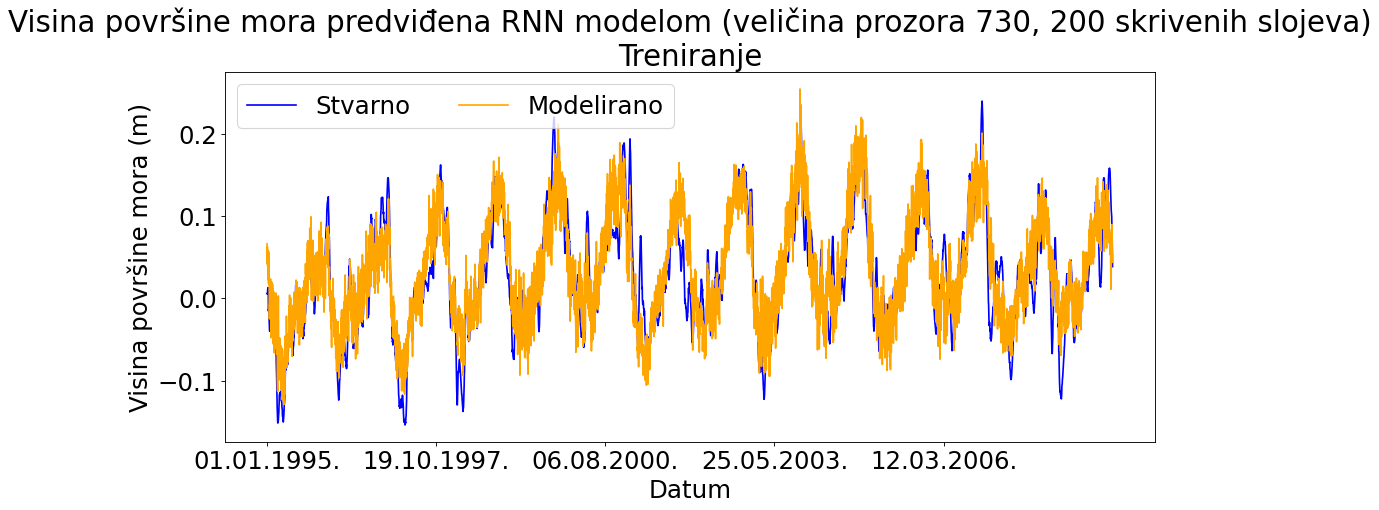 Visina površine mora predviđena RNN modelom (veličina prozora 730, 200 skrivenih slojeva)
Treniranje
Stvarno Modelirano
Visina površine mora (m)
0.2
0.1
0.0
−0.1
01.01.1995. 19.10.1997. 06.08.2000. 25.05.2003. 12.03.2006.
Datum